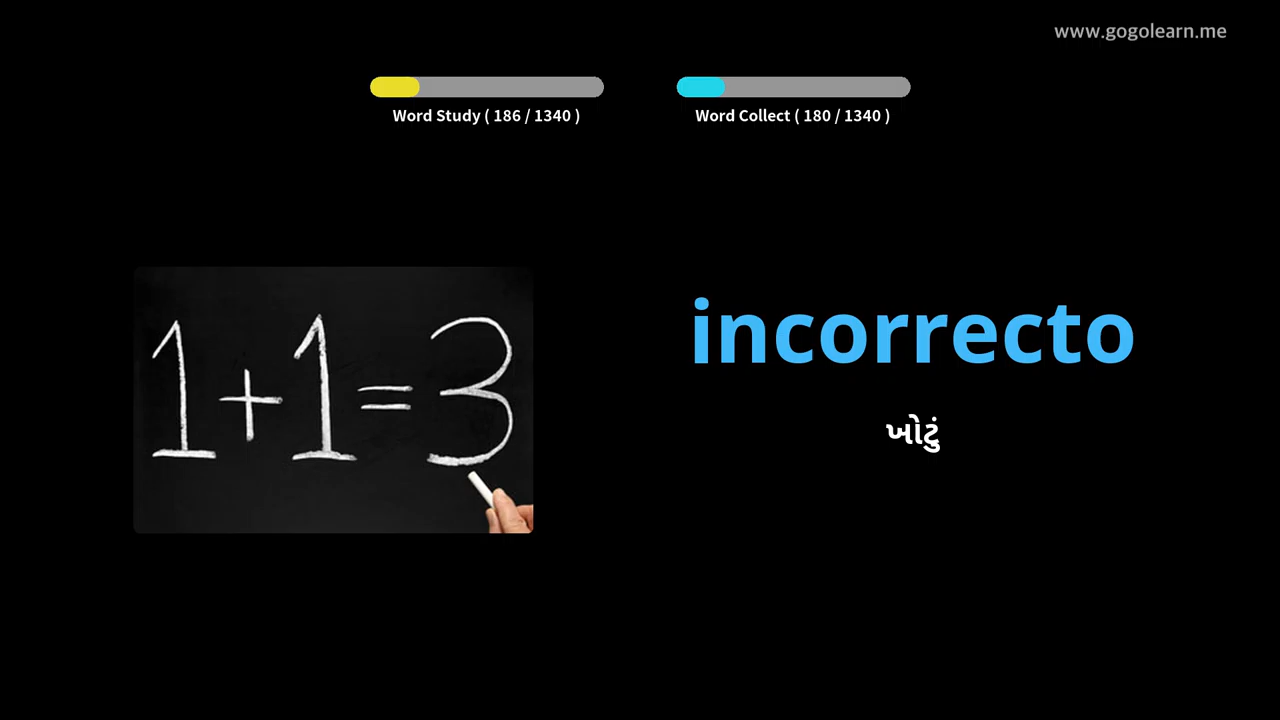 www.gogolearn.me
Word Study ( 186 / 1340 )
Word Collect ( 180 / 1340 )
1+1=3
incorrecto
ખોટું